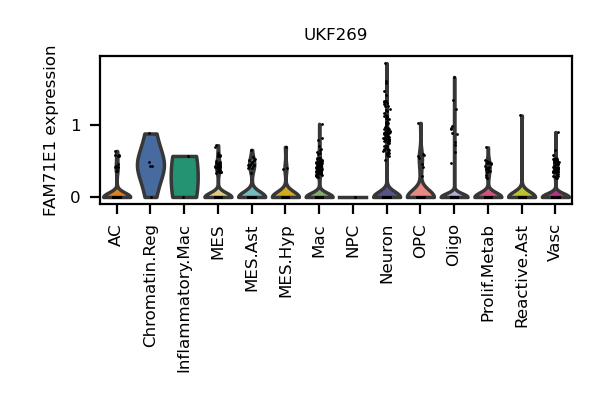 UKF269
FAM71E1 expression
1
0
AC
Chromatin.Reg
Inflammatory.Mac
MES
MES.Ast
MES.Hyp
Mac
NPC
Neuron
OPC
Oligo
Prolif.Metab
Reactive.Ast
Vasc